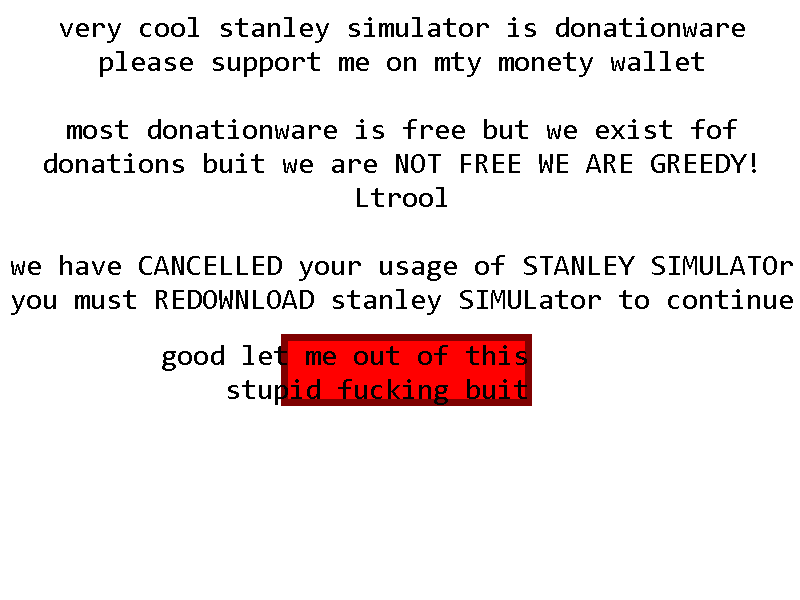 very cool stanley simulator is donationware
please support me on mty monety wallet
most donationware is free but we exist fof
donations buit we are NOT FREE WE ARE GREEDY!
Ltrool
we have CANCELLED your usage of STANLEY SIMULATOr
you must REDOWNLOAD stanley SIMULator to continue
good let me out of this
stupid fucking buit